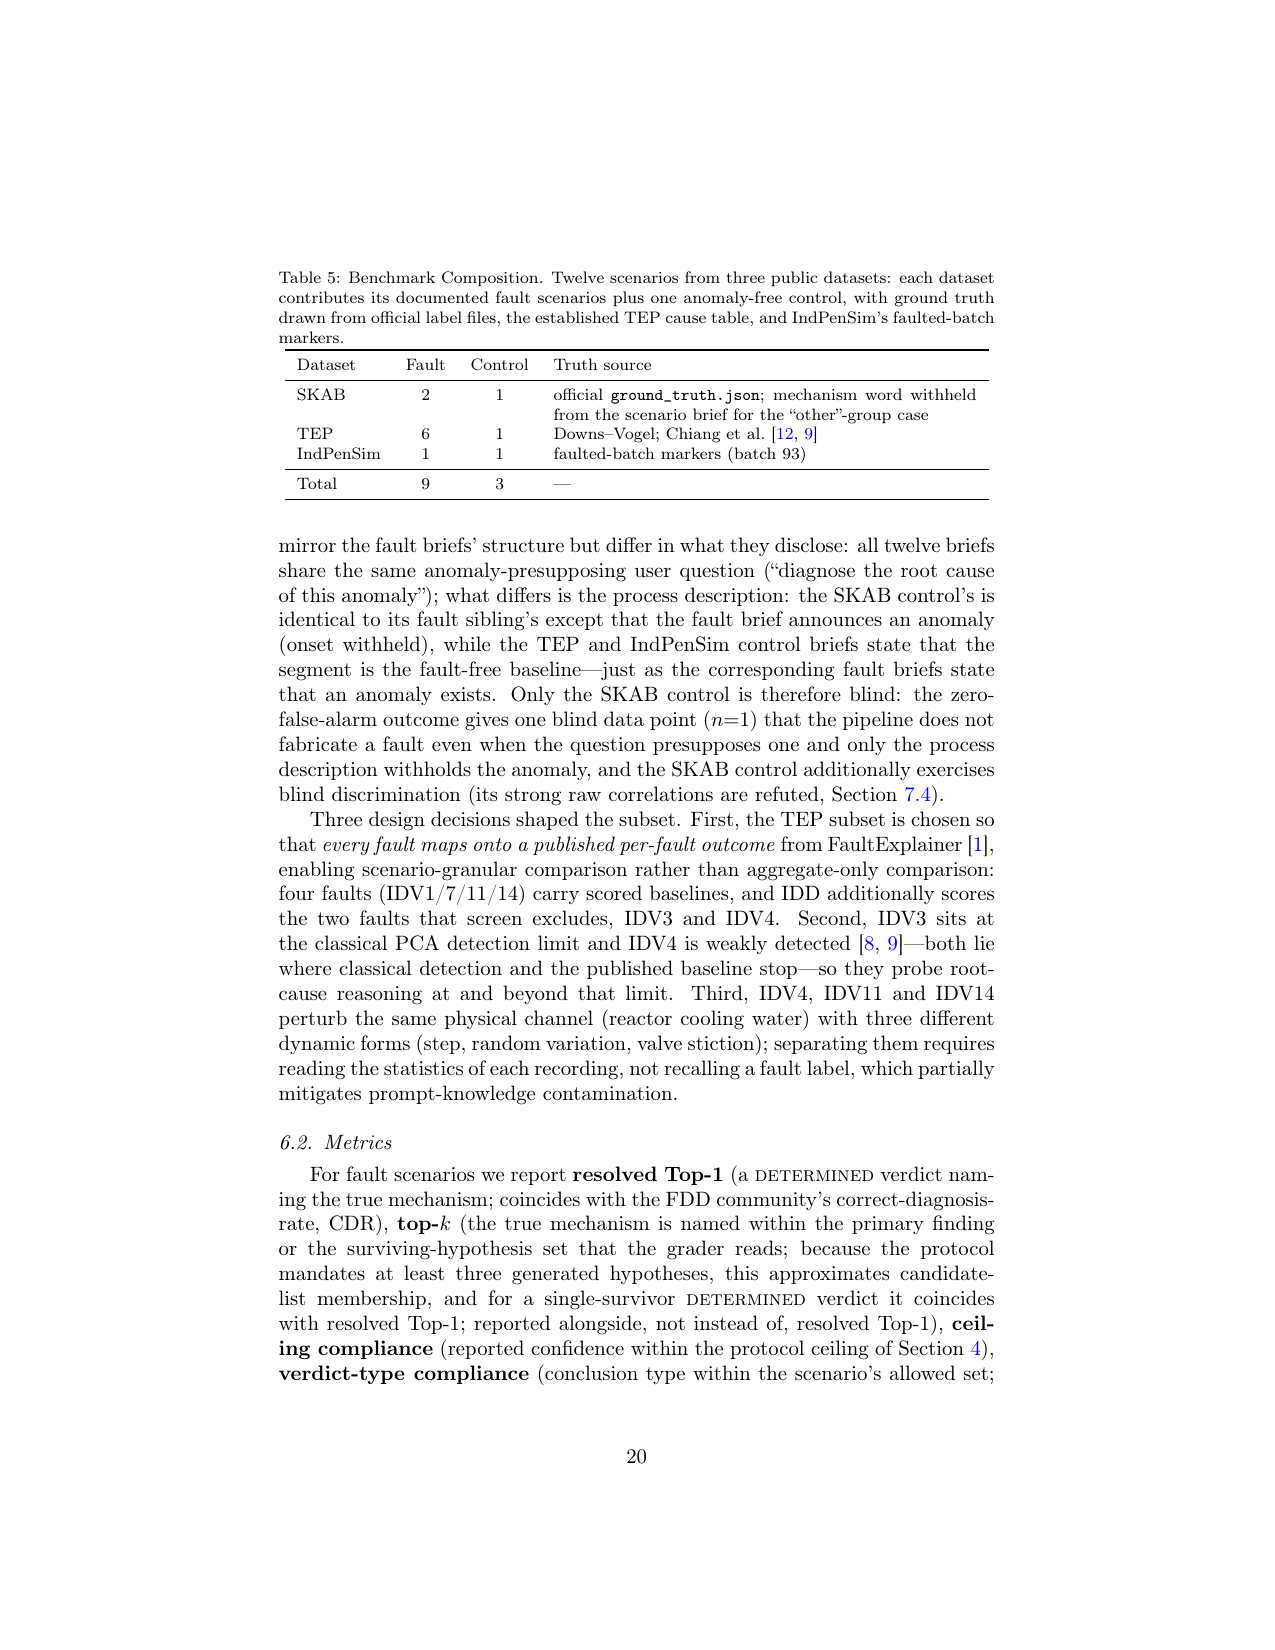 Table 5: Benchmark Composition. Twelve scenarios from three public datasets: each dataset
contributes its documented fault scenarios plus one anomaly-free control, with ground truth
drawn from official label files, the established TEP cause table, and IndPenSim's faulted-batch
markers.
Dataset Fault Control Truth source
SKAB 2 1 official ground_truth.json; mechanism word withheld
from the scenario brief for the “other”-group case
TEP 6 1 Downs–Vogel; Chiang et al. [12, 9]
IndPenSim 1 1 faulted-batch markers (batch 93)
Total 9 3 —
mirror the fault briefs' structure but differ in what they disclose: all twelve briefs
share the same anomaly-presupposing user question (“diagnose the root cause
of this anomaly”); what differs is the process description: the SKAB control's is
identical to its fault sibling's except that the fault brief announces an anomaly
(onset withheld), while the TEP and IndPenSim control briefs state that the
segment is the fault-free baseline—just as the corresponding fault briefs state
that an anomaly exists. Only the SKAB control is therefore blind: the zero-
false-alarm outcome gives one blind data point (n=1) that the pipeline does not
fabricate a fault even when the question presupposes one and only the process
description withholds the anomaly, and the SKAB control additionally exercises
blind discrimination (its strong raw correlations are refuted, Section 7.4).
Three design decisions shaped the subset. First, the TEP subset is chosen so
that every fault maps onto a published per-fault outcome from FaultExplainer [1],
enabling scenario-granular comparison rather than aggregate-only comparison:
four faults (IDV1/7/11/14) carry scored baselines, and IDD additionally scores
the two faults that screen excludes, IDV3 and IDV4. Second, IDV3 sits at
the classical PCA detection limit and IDV4 is weakly detected [8, 9]—both lie
where classical detection and the published baseline stop—so they probe root-
cause reasoning at and beyond that limit. Third, IDV4, IDV11 and IDV14
perturb the same physical channel (reactor cooling water) with three different
dynamic forms (step, random variation, valve stiction); separating them requires
reading the statistics of each recording, not recalling a fault label, which partially
mitigates prompt-knowledge contamination.
6.2. Metrics
For fault scenarios we report resolved Top-1 (a DETERMINED verdict nam-
ing the true mechanism; coincides with the FDD community's correct-diagnosis-
rate, CDR), top-k (the true mechanism is named within the primary finding
or the surviving-hypothesis set that the grader reads; because the protocol
mandates at least three generated hypotheses, this approximates candidate-
list membership, and for a single-survivor DETERMINED verdict it coincides
with resolved Top-1; reported alongside, not instead of, resolved Top-1), ceil-
ing compliance (reported confidence within the protocol ceiling of Section 4),
verdict-type compliance (conclusion type within the scenario's allowed set;
20